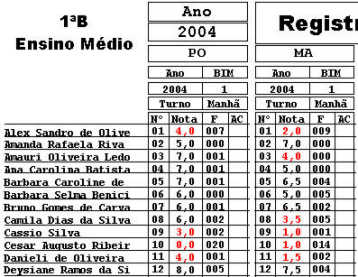 1ªB
Ensino Médio
Ano
2004
PO
Registr
MA
Ano BIM Ano BIM
2004 1 2004 1
Turno Manhã Turno Manhã
Nº Nota F AC Nº Nota F AC
Alex Sandro de Olive 01 4,0 007 01 2,0 009
Amanda Rafaela Riva 02 5,0 000 02 7,0 000
Amauri Oliveira Ledo 03 7,0 001 03 4,0 000
Ana Carolina Batista 04 7,0 001 04 5,0 000
Barbara Caroline de 05 7,0 001 05 6,5 004
Barbara Selma Benici 06 6,0 000 06 5,0 005
Bruna Gomes de Carva 07 6,0 001 07 6,5 002
Camila Dias da Silva 08 6,0 002 08 3,5 005
Cassio Silva 09 3,0 002 09 1,0 001
Cesar Augusto Ribeir 10 0,0 020 10 1,0 014
Danieli de Oliveira 11 4,0 001 11 1,5 002
Deysiane Ramos da Si 12 8,0 005 12 7,5 004